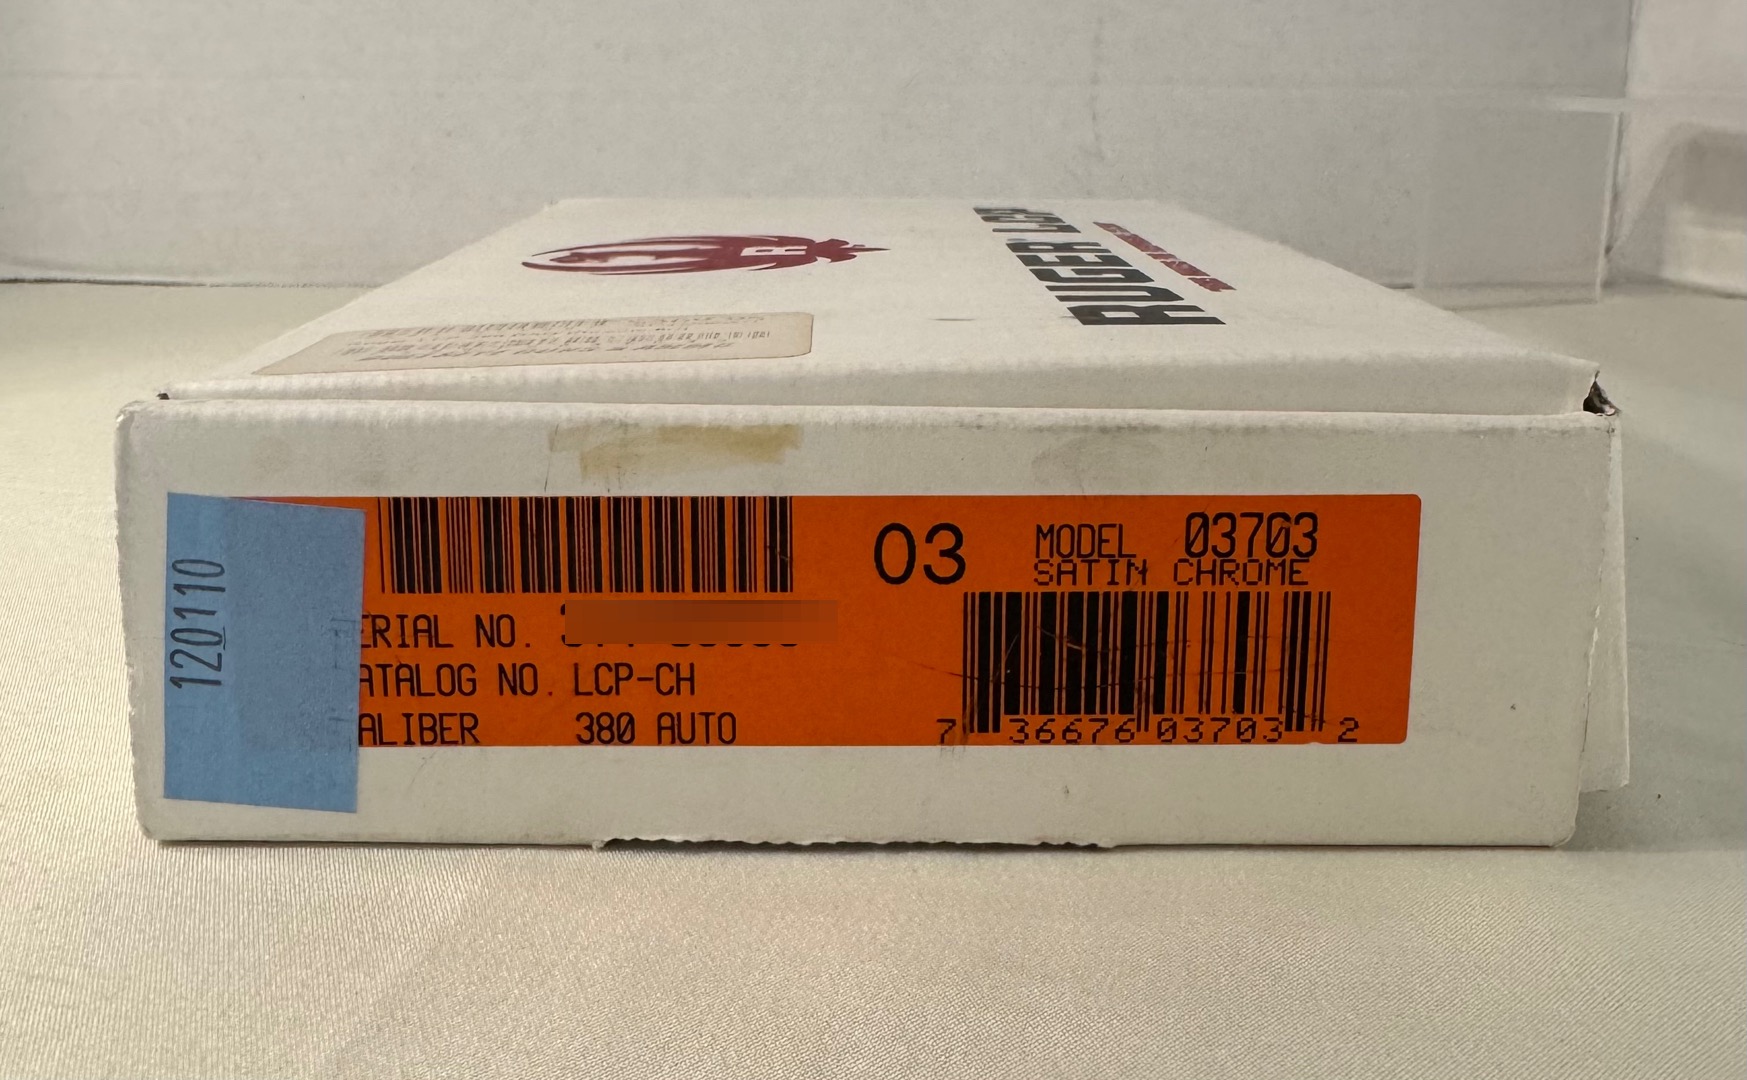 RUGER LCP
R
120110
03
MODEL 03703
SATIN CHROME
ERIAL NO.
ATALOG NO. LCP-CH
ALIBER 380 AUTO
7 36676 03703 2